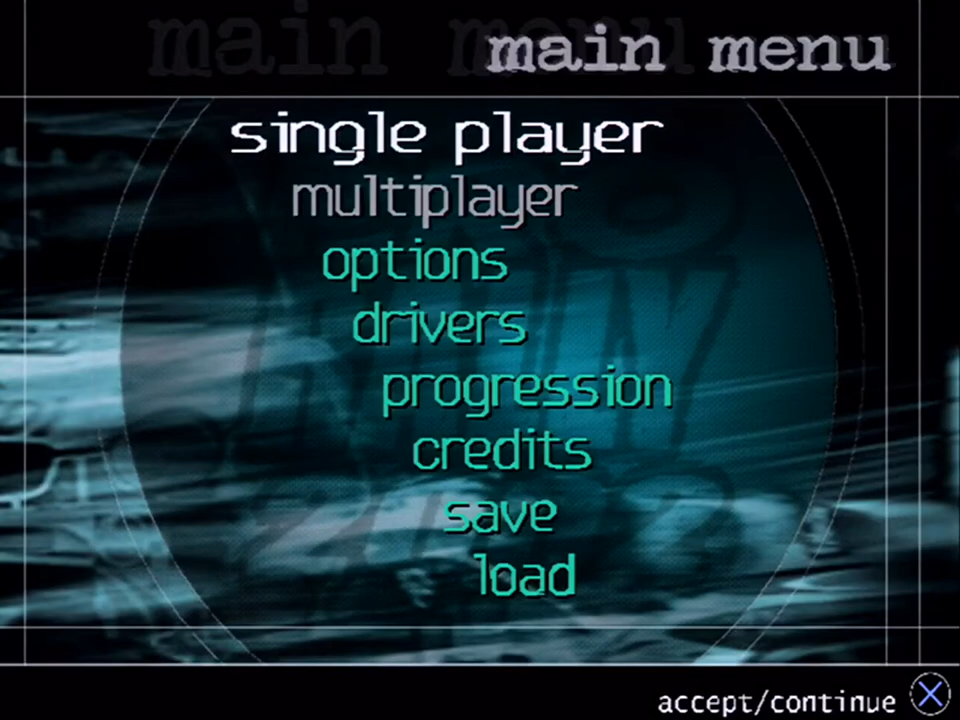 main menu
single player
multiplayer
options
drivers
progression
credits
save
load
accept/continue